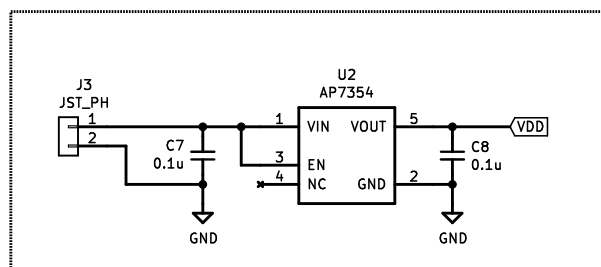 U2
AP7354
J3
JST_PH
1
2
C7
0.1u
1
VIN
VOUT
5
VDD
3
EN
4
NC
GND
2
C8
0.1u
GND
GND